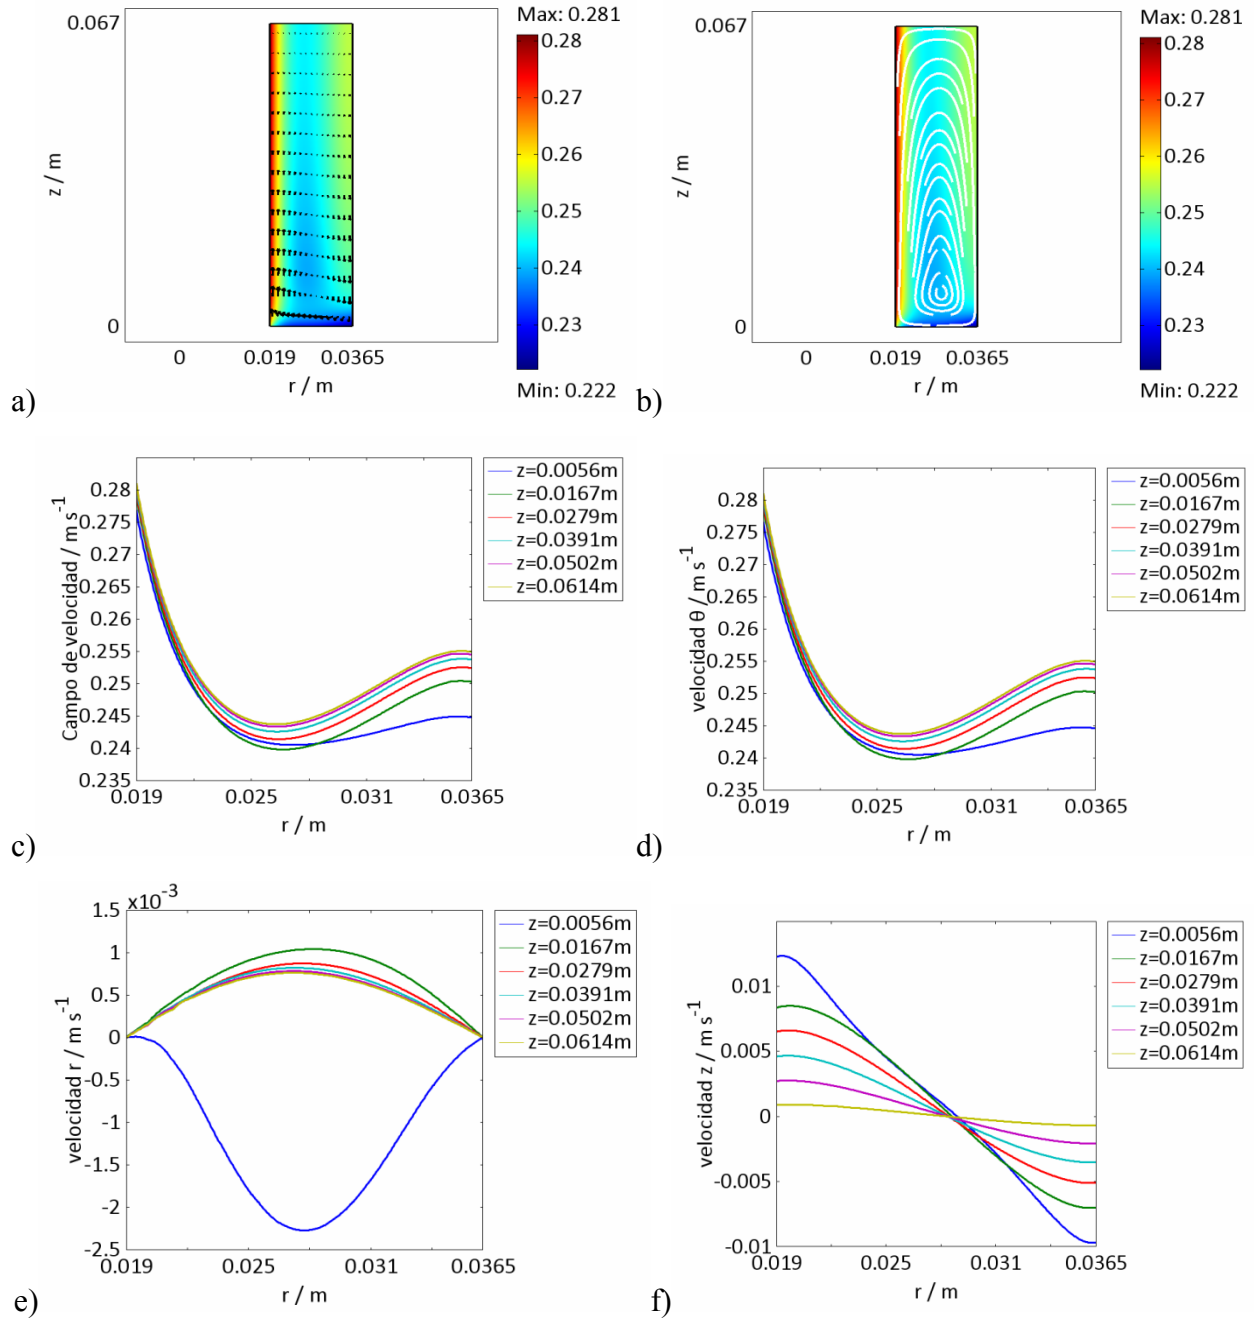 0.067
z / m
0
0
0.019
0.0365
r / m
Max: 0.281
0.28
0.27
0.26
0.25
0.24
0.23
Min: 0.222
a)
0.067
z / m
0
0
0.019
0.0365
r / m
Max: 0.281
0.28
0.27
0.26
0.25
0.24
0.23
Min: 0.222
b)
Campo de velocidad / m s-1
0.28
0.275
0.27
0.265
0.26
0.255
0.25
0.245
0.24
0.235
0.019
0.025
0.031
0.0365
r / m
z=0.0056m
z=0.0167m
z=0.0279m
z=0.0391m
z=0.0502m
z=0.0614m
c)
velocidad θ / m s-1
0.28
0.275
0.27
0.265
0.26
0.255
0.25
0.245
0.24
0.235
0.019
0.025
0.031
0.0365
r / m
z=0.0056m
z=0.0167m
z=0.0279m
z=0.0391m
z=0.0502m
z=0.0614m
d)
x10-3
velocidad r / m s-1
1.5
1
0.5
0
-0.5
-1
-1.5
-2
-2.5
0.019
0.025
0.031
0.0365
r / m
z=0.0056m
z=0.0167m
z=0.0279m
z=0.0391m
z=0.0502m
z=0.0614m
e)
velocidad z / m s-1
0.01
0.005
0
-0.005
-0.01
0.019
0.025
0.031
0.0365
r / m
z=0.0056m
z=0.0167m
z=0.0279m
z=0.0391m
z=0.0502m
z=0.0614m
f)